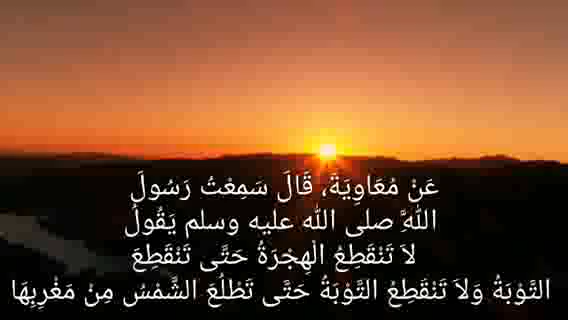 عَنْ مُعَاوِيَةَ، قَالَ سَمِعْتُ رَسُولَ
اللَّهِ صلى الله عليه وسلم يَقُولُ
لاَ تَنْقَطِعُ الْهِجْرَةُ حَتَّى تَنْقَطِعَ
التَّوْبَةُ وَلاَ تَنْقَطِعُ التَّوْبَةُ حَتَّى تَطْلُعَ الشَّمْسُ مِنْ مَغْرِبِهَا